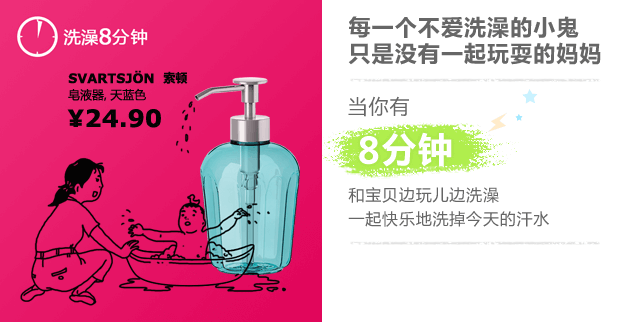 洗澡8分钟
SVARTSJÖN 索顿
皂液器, 天蓝色
¥24.90
每一个不爱洗澡的小鬼
只是没有一起玩耍的妈妈
当你有
8分钟
和宝贝边玩儿边洗澡
一起快乐地洗掉今天的汗水